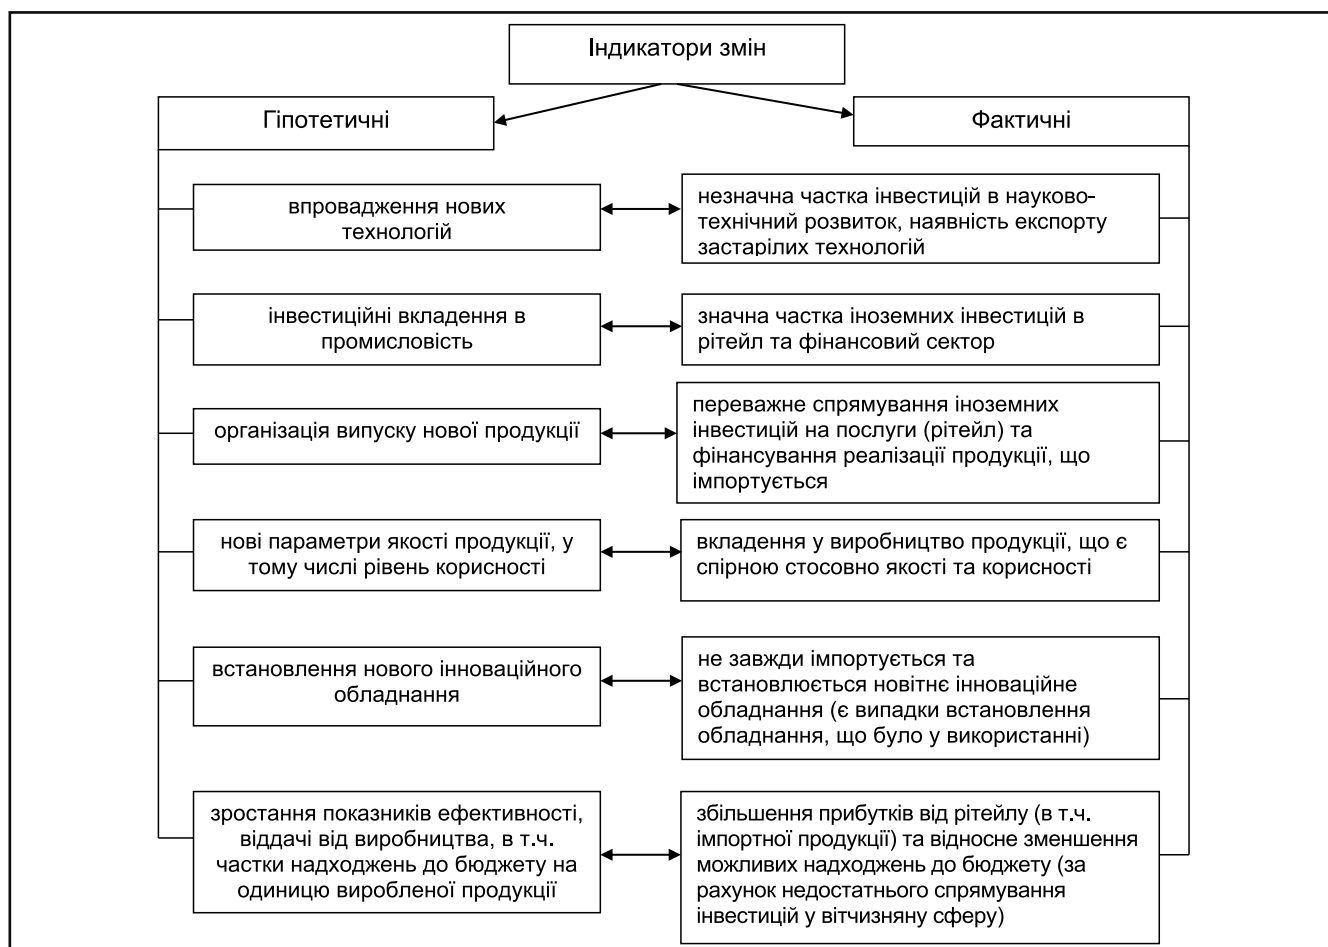 Індикатори змін
Гіпотетичні
Фактичні
впровадження нових
технологій
незначна частка інвестицій в науково-
технічний розвиток, наявність експорту
застарілих технологій
інвестиційні вкладення в
промисловість
значна частка іноземних інвестицій в
рітейл та фінансовий сектор
організація випуску нової продукції
переважне спрямування іноземних
інвестицій на послуги (рітейл) та
фінансування реалізації продукції, що
імпортується
нові параметри якості продукції, у
тому числі рівень корисності
вкладення у виробництво продукції, що є
спірною стосовно якості та корисності
встановлення нового інноваційного
обладнання
не завжди імпортується та
встановлюється новітнє інноваційне
обладнання (є випадки встановлення
обладнання, що було у використанні)
зростання показників ефективності,
віддачі від виробництва, в т.ч.
частки надходжень до бюджету на
одиницю виробленої продукції
збільшення прибутків від рітейлу (в т.ч.
імпортної продукції) та відносне зменшення
можливих надходжень до бюджету (за
рахунок недостатнього спрямування
інвестицій у вітчизняну сферу)